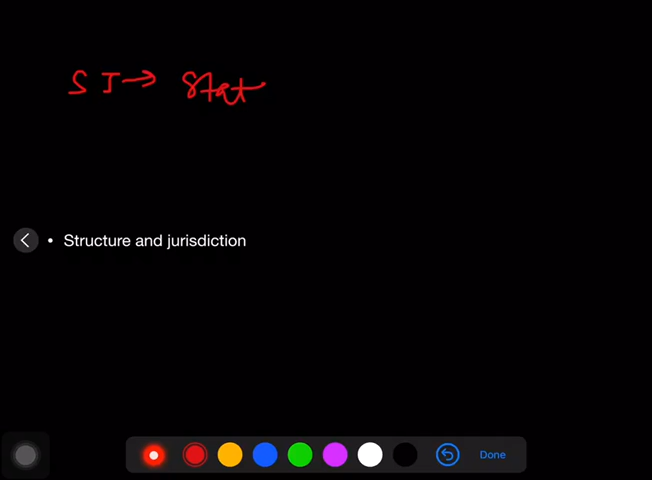 S J → Stat
• Structure and jurisdiction
Done